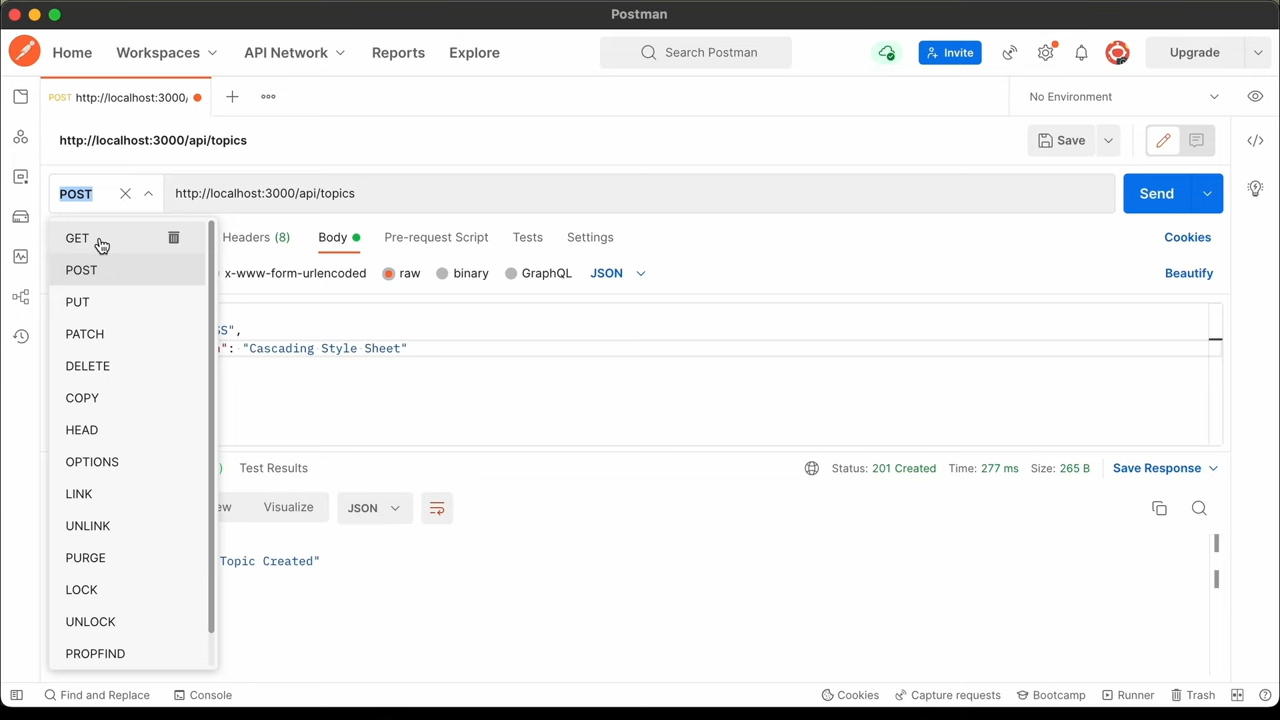 Postman
Home
Workspaces
API Network
Reports
Explore
Search Postman
Invite
Upgrade
POST http://localhost:3000/
No Environment
http://localhost:3000/api/topics
Save
POST
http://localhost:3000/api/topics
Send
GET
POST
PUT
PATCH
DELETE
COPY
HEAD
OPTIONS
LINK
UNLINK
PURGE
LOCK
UNLOCK
PROPFIND
Headers (8)
Body
Pre-request Script
Tests
Settings
Cookies
x-www-form-urlencoded
raw
binary
GraphQL
JSON
Beautify
",
": "Cascading Style Sheet"
Test Results
Status: 201 Created
Time: 277 ms
Size: 265 B
Save Response
Visualize
JSON
Topic Created"
Find and Replace
Console
Cookies
Capture requests
Bootcamp
Runner
Trash